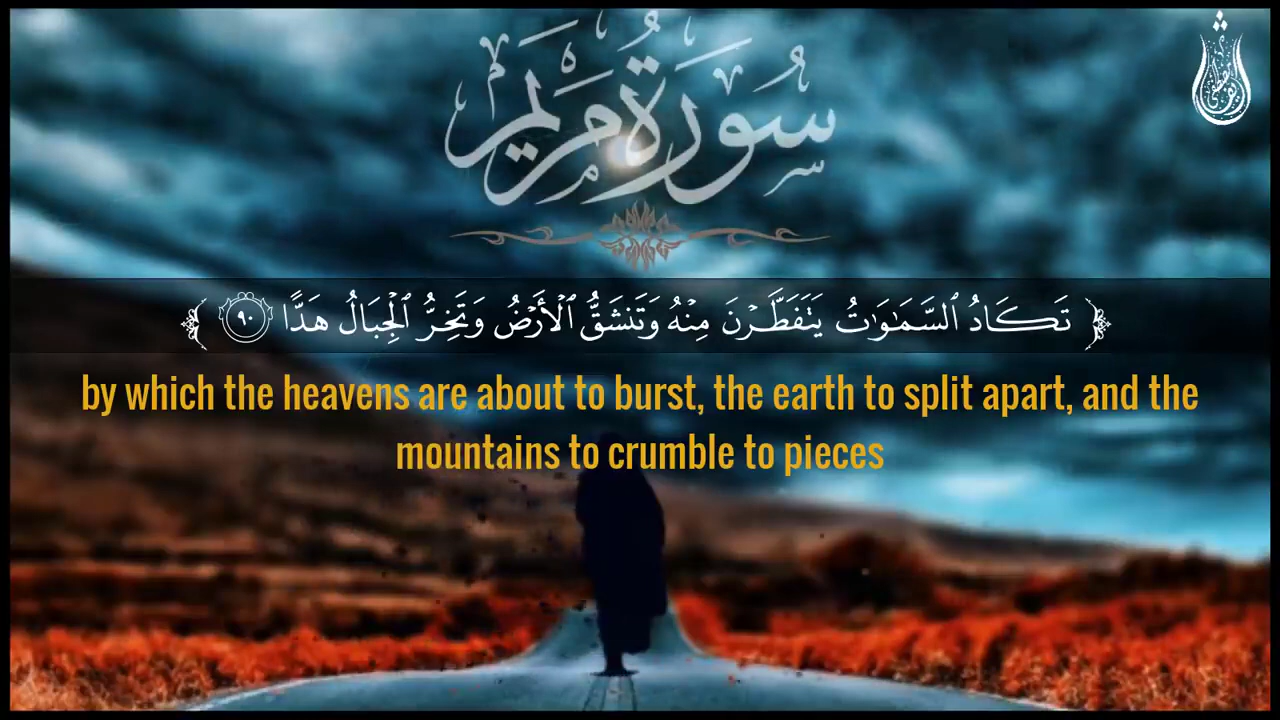 سورة مريم
تَكَادُ ٱلسَّمَـٰوَٰتُ يَتَفَطَّرْنَ مِنْهُ وَتَنشَقُّ ٱلْأَرْضُ وَتَخِرُّ ٱلْجِبَالُ هَدًّا ٩٠
by which the heavens are about to burst, the earth to split apart, and the
mountains to crumble to pieces